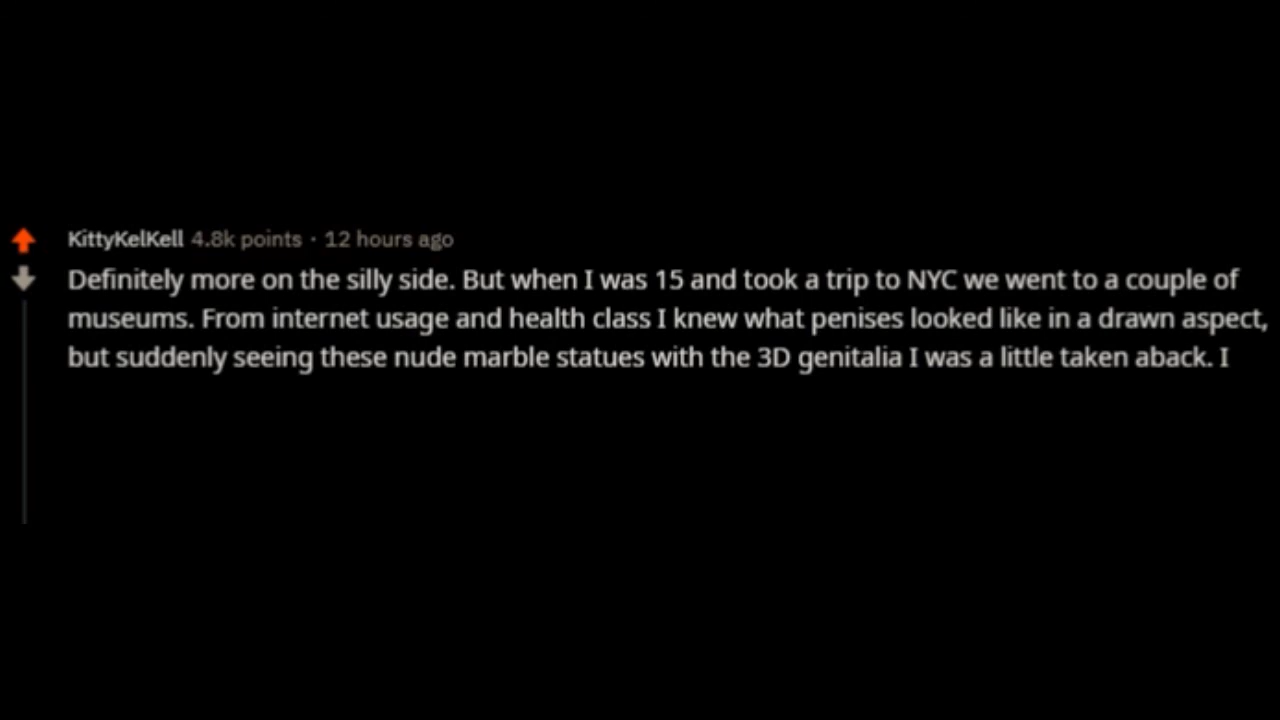 KittyKelKell 4.8k points · 12 hours ago
Definitely more on the silly side. But when I was 15 and took a trip to NYC we went to a couple of
museums. From internet usage and health class I knew what penises looked like in a drawn aspect,
but suddenly seeing these nude marble statues with the 3D genitalia I was a little taken aback. I